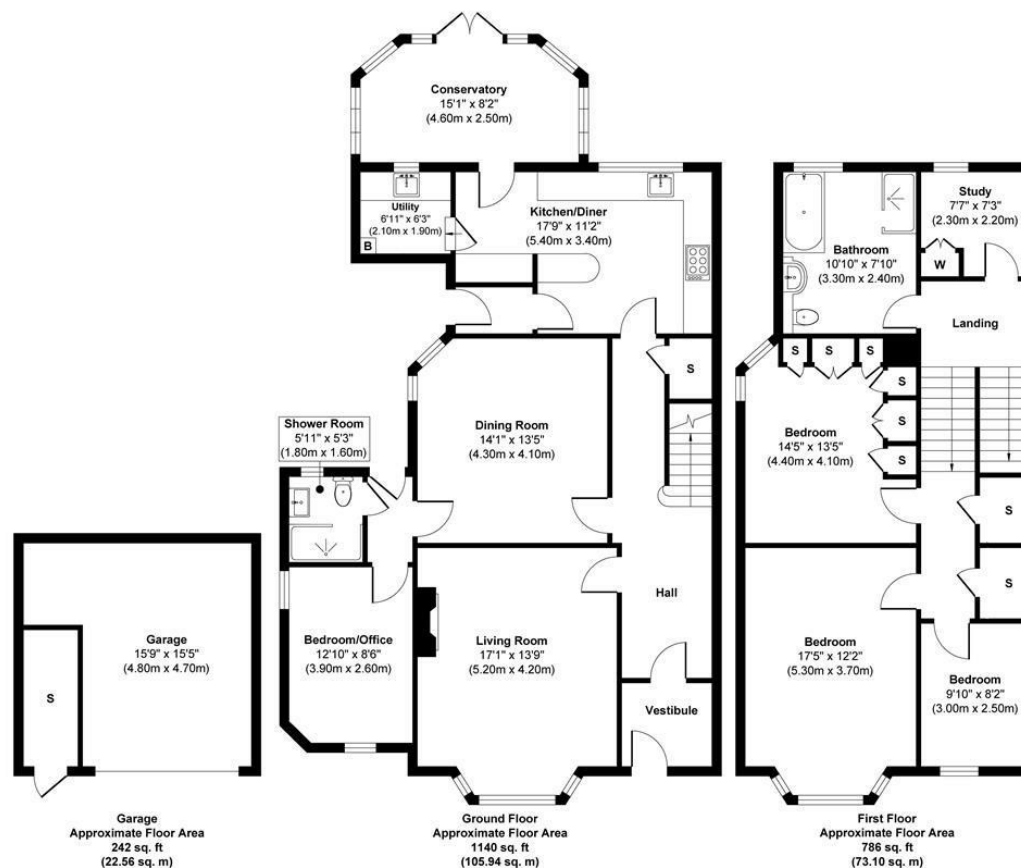 Conservatory
15'1" x 8'2"
(4.60m x 2.50m)
Utility
6'11" x 6'3"
(2.10m x 1.90m)
B
Kitchen/Diner
17'9" x 11'2"
(5.40m x 3.40m)
S
Dining Room
14'1" x 13'5"
(4.30m x 4.10m)
Shower Room
5'11" x 5'3"
(1.80m x 1.60m)
Bedroom/Office
12'10" x 8'6"
(3.90m x 2.60m)
Living Room
17'1" x 13'9"
(5.20m x 4.20m)
Hall
Vestibule
Garage
15'9" x 15'5"
(4.80m x 4.70m)
S
Study
7'7" x 7'3"
(2.30m x 2.20m)
W
Bathroom
10'10" x 7'10"
(3.30m x 2.40m)
Landing
S
S
S
S
S
S
Bedroom
14'5" x 13'5"
(4.40m x 4.10m)
S
S
Bedroom
17'5" x 12'2"
(5.30m x 3.70m)
Bedroom
9'10" x 8'2"
(3.00m x 2.50m)
Garage
Approximate Floor Area
242 sq. ft
(22.56 sq. m)
Ground Floor
Approximate Floor Area
1140 sq. ft
(105.94 sq. m)
First Floor
Approximate Floor Area
786 sq. ft
(73.10 sq. m)